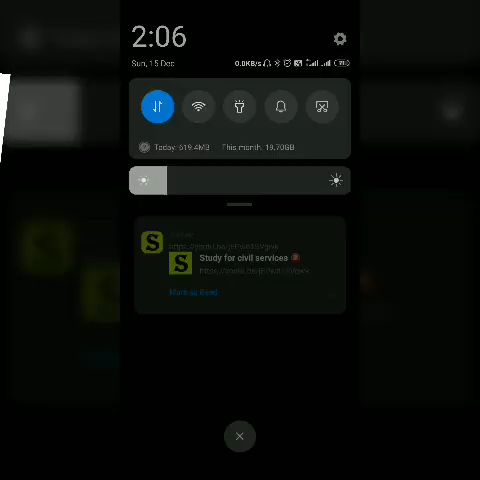 2:06
Sun, 15 Dec
0.0KB/s
Today: 619.4MB This month: 19.70GB
S
S Study for civil services
Mark as Read